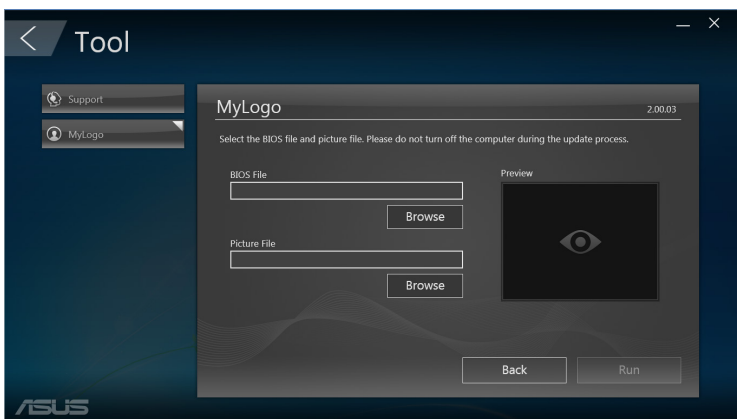 Tool
Support
MyLogo
MyLogo
2.00.03
Select the BIOS file and picture file. Please do not turn off the computer during the update process.
BIOS File
Browse
Picture File
Browse
Preview
Back
Run
ASUS